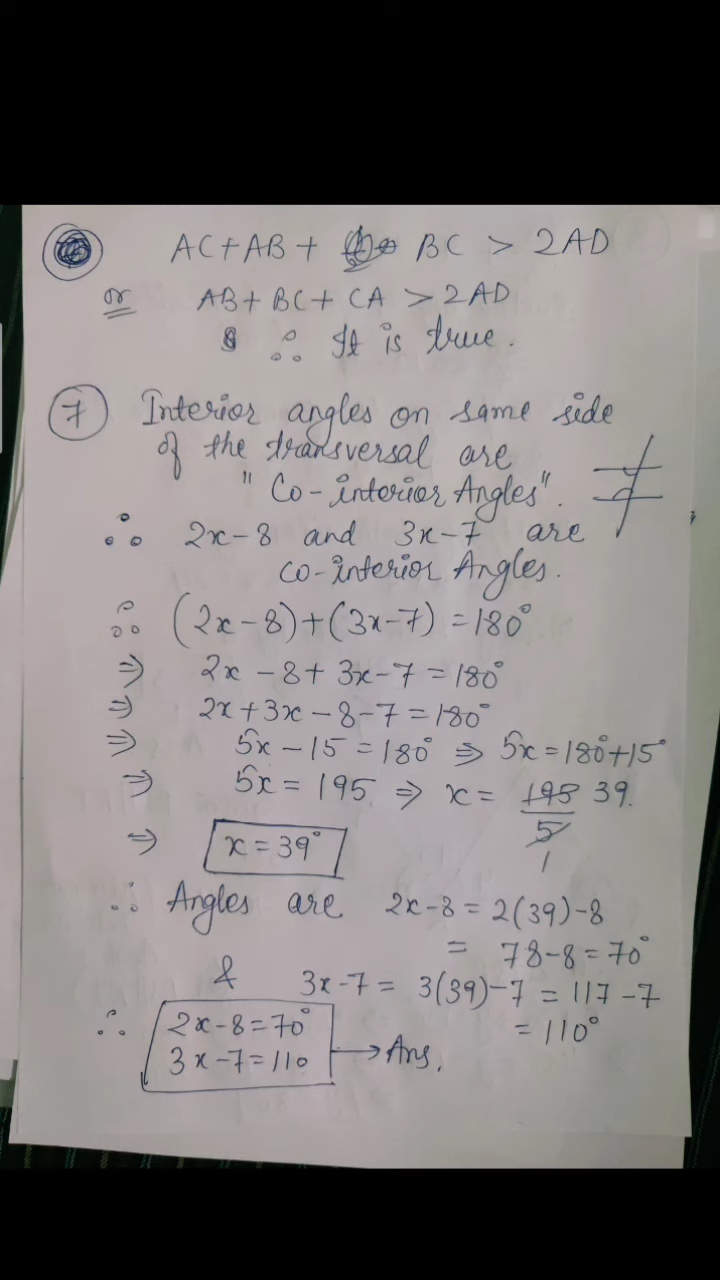 AC+AB+ BC > 2AD
or AB+BC+CA > 2AD
∴ It is true.
7 Interior angles on same side
of the transversal are
"Co-interior Angles".
∴ 2x-8 and 3x-7 are
co-interior Angles.
∴ (2x-8)+(3x-7)=180°
⇒ 2x-8+3x-7=180°
⇒ 2x+3x-8-7=180°
⇒ 5x-15=180° ⇒ 5x=180°+15°
⇒ 5x=195 ⇒ x= 195/5 39
1
⇒ x=39°
∴ Angles are 2x-8=2(39)-8
= 78-8=70°
& 3x-7= 3(39)-7=117-7
=110°
∴ 2x-8=70°
3x-7=110 → Ans.